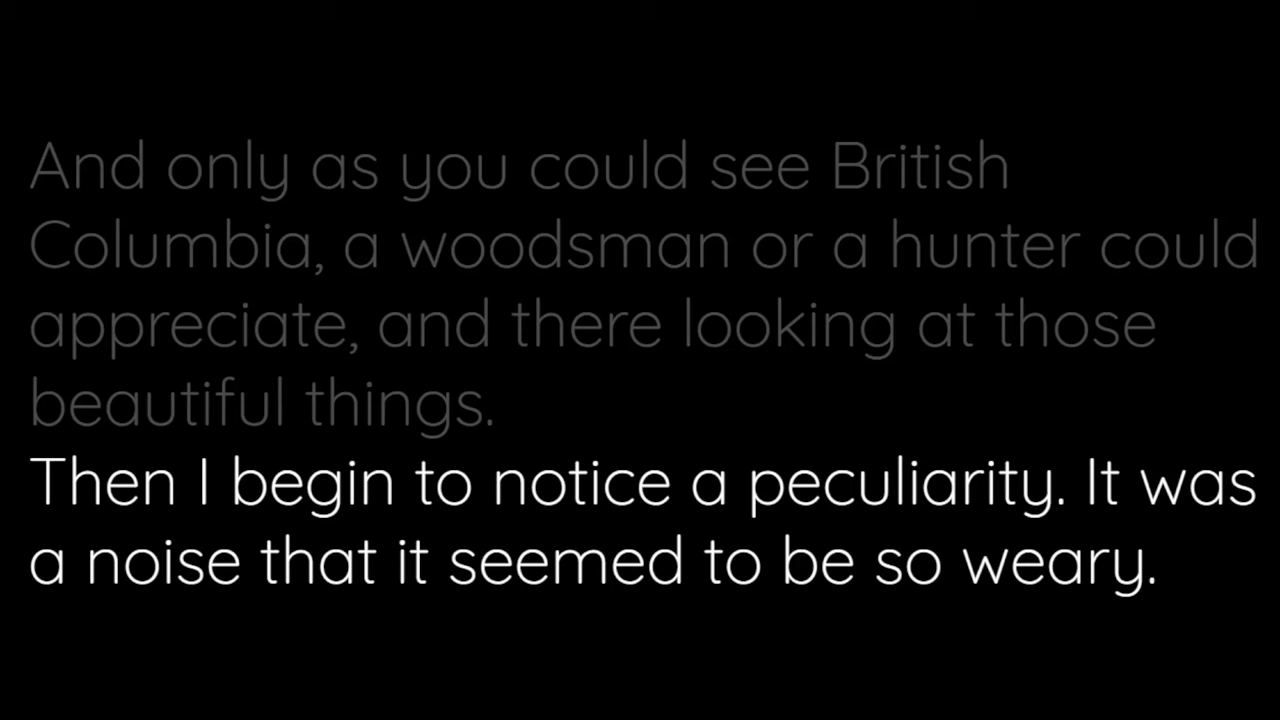 And only as you could see British
Columbia, a woodsman or a hunter could
appreciate, and there looking at those
beautiful things.
Then I begin to notice a peculiarity. It was
a noise that it seemed to be so weary.